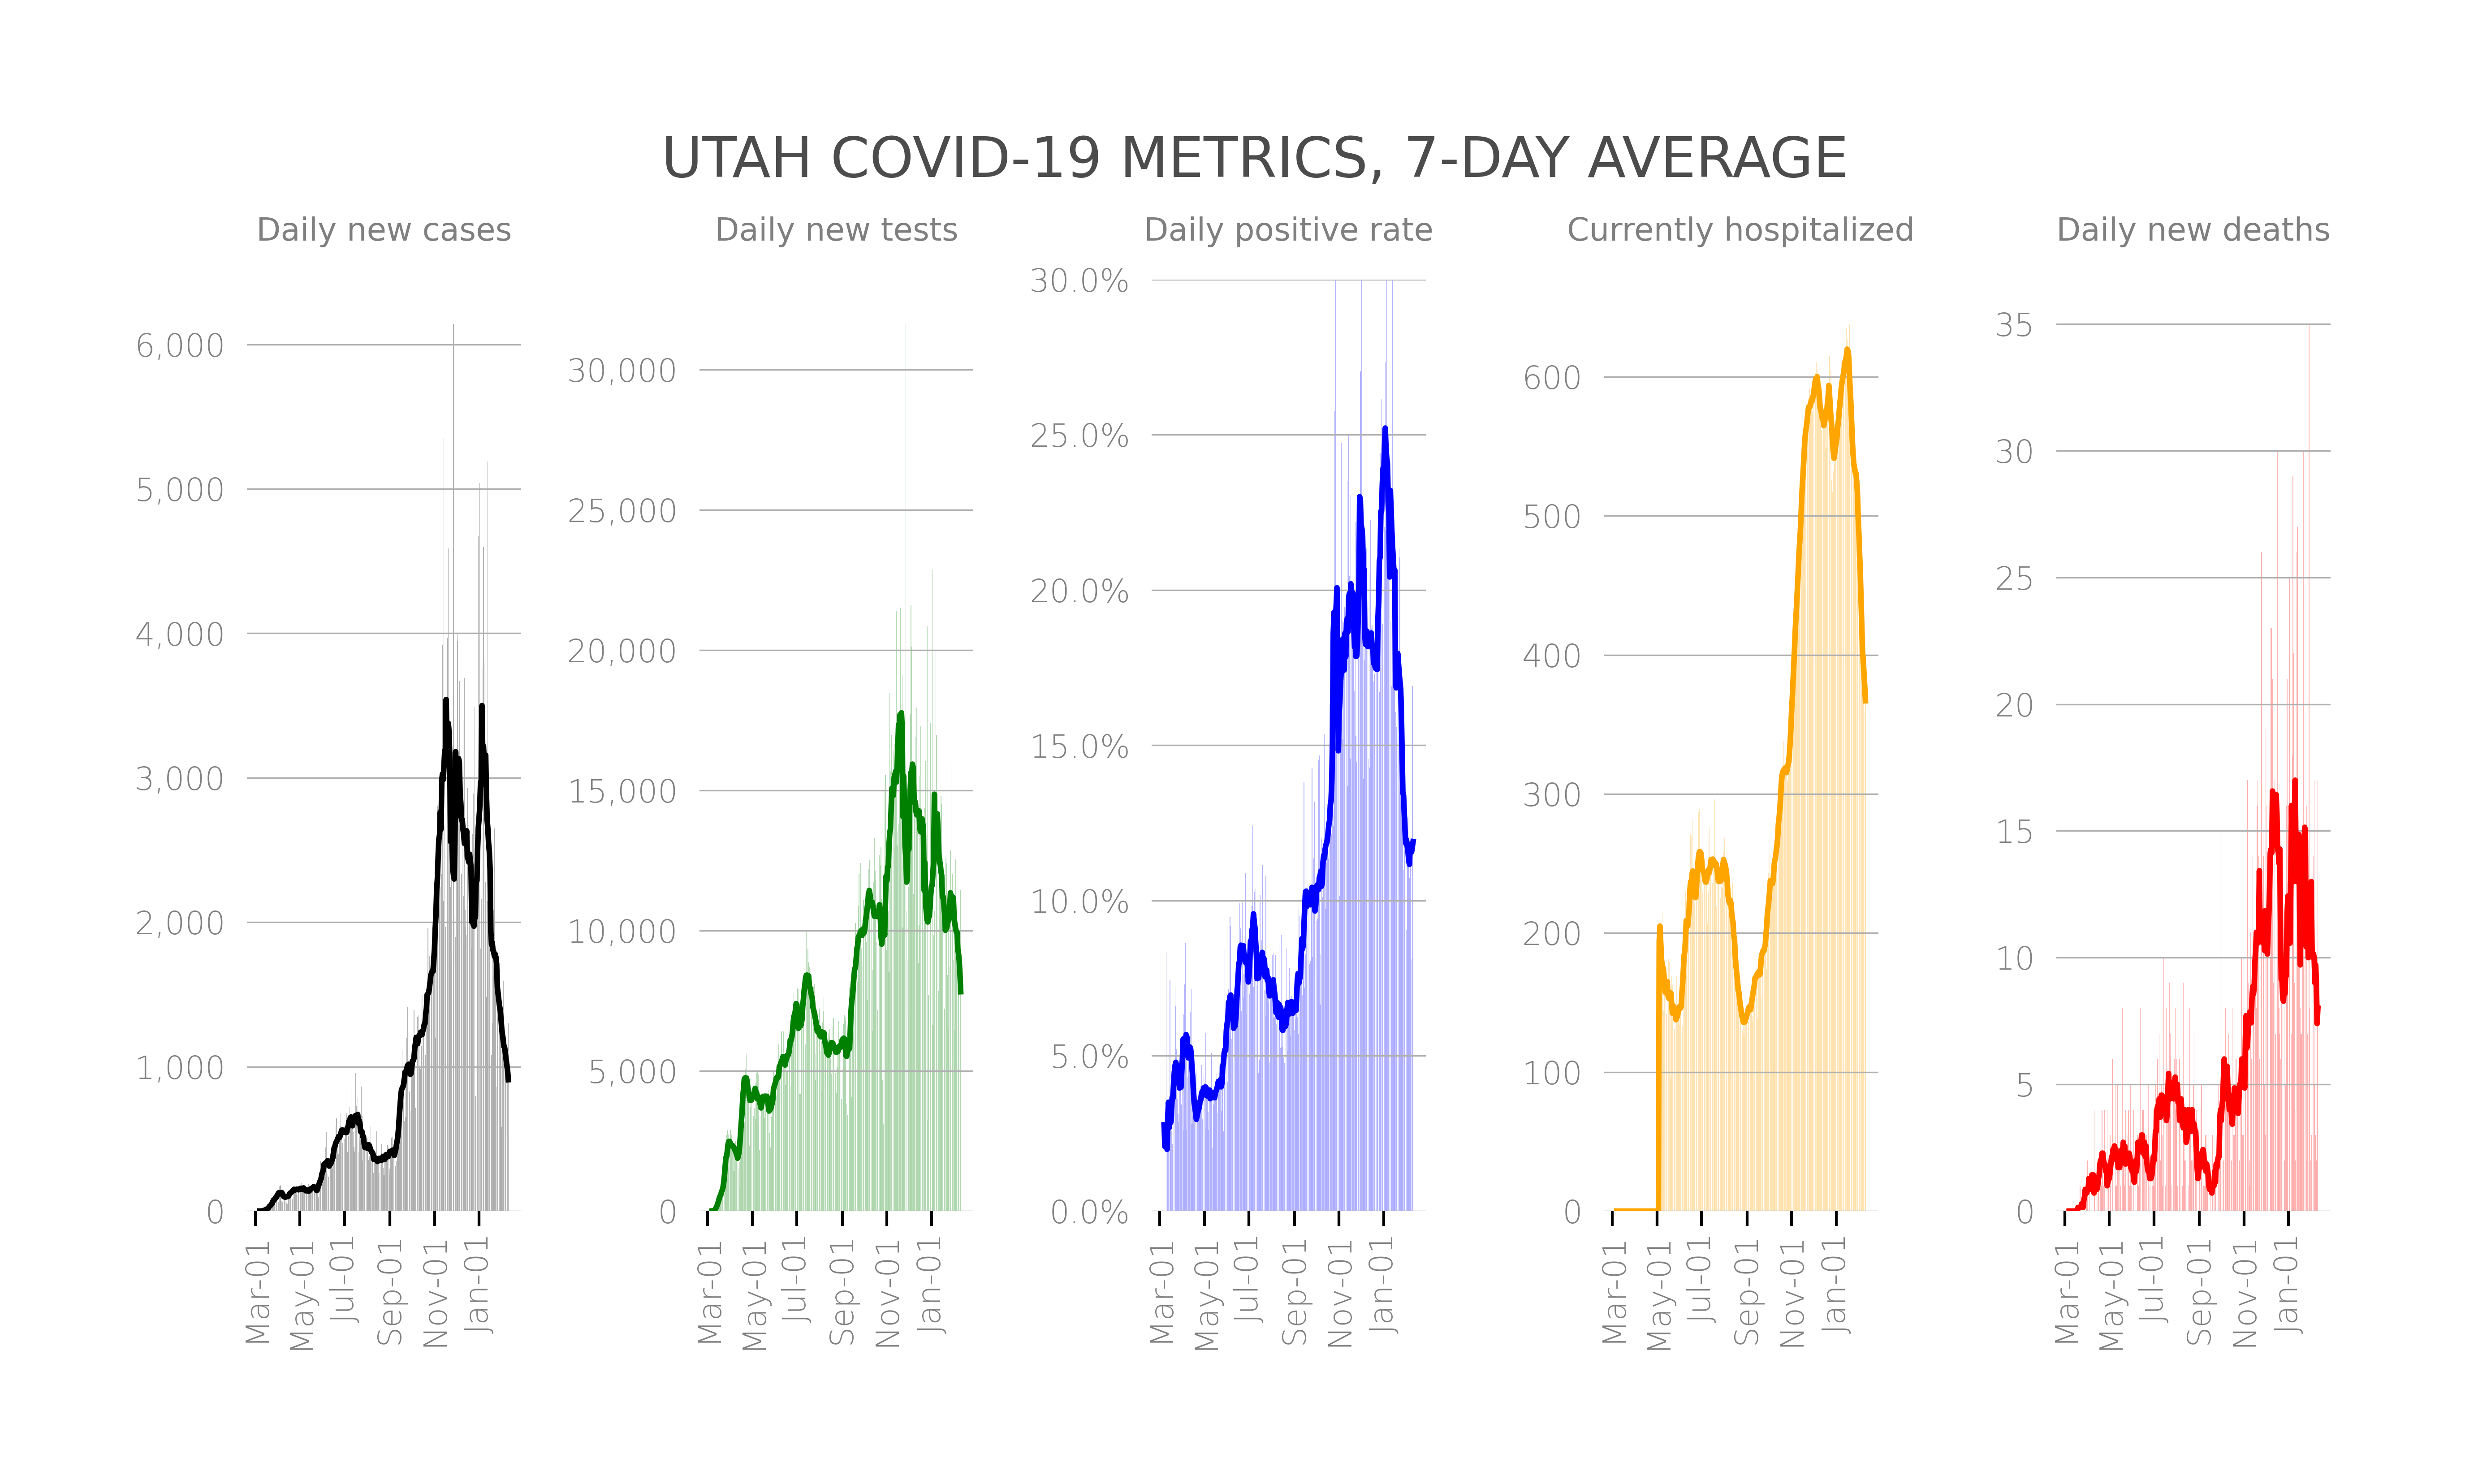 UTAH COVID-19 METRICS, 7-DAY AVERAGE
Daily new cases
6,000
5,000
4,000
3,000
2,000
1,000
0
Mar-01
May-01
Jul-01
Sep-01
Nov-01
Jan-01
Daily new tests
30,000
25,000
20,000
15,000
10,000
5,000
0
Mar-01
May-01
Jul-01
Sep-01
Nov-01
Jan-01
Daily positive rate
30.0%
25.0%
20.0%
15.0%
10.0%
5.0%
0.0%
Mar-01
May-01
Jul-01
Sep-01
Nov-01
Jan-01
Currently hospitalized
600
500
400
300
200
100
0
Mar-01
May-01
Jul-01
Sep-01
Nov-01
Jan-01
Daily new deaths
35
30
25
20
15
10
5
0
Mar-01
May-01
Jul-01
Sep-01
Nov-01
Jan-01